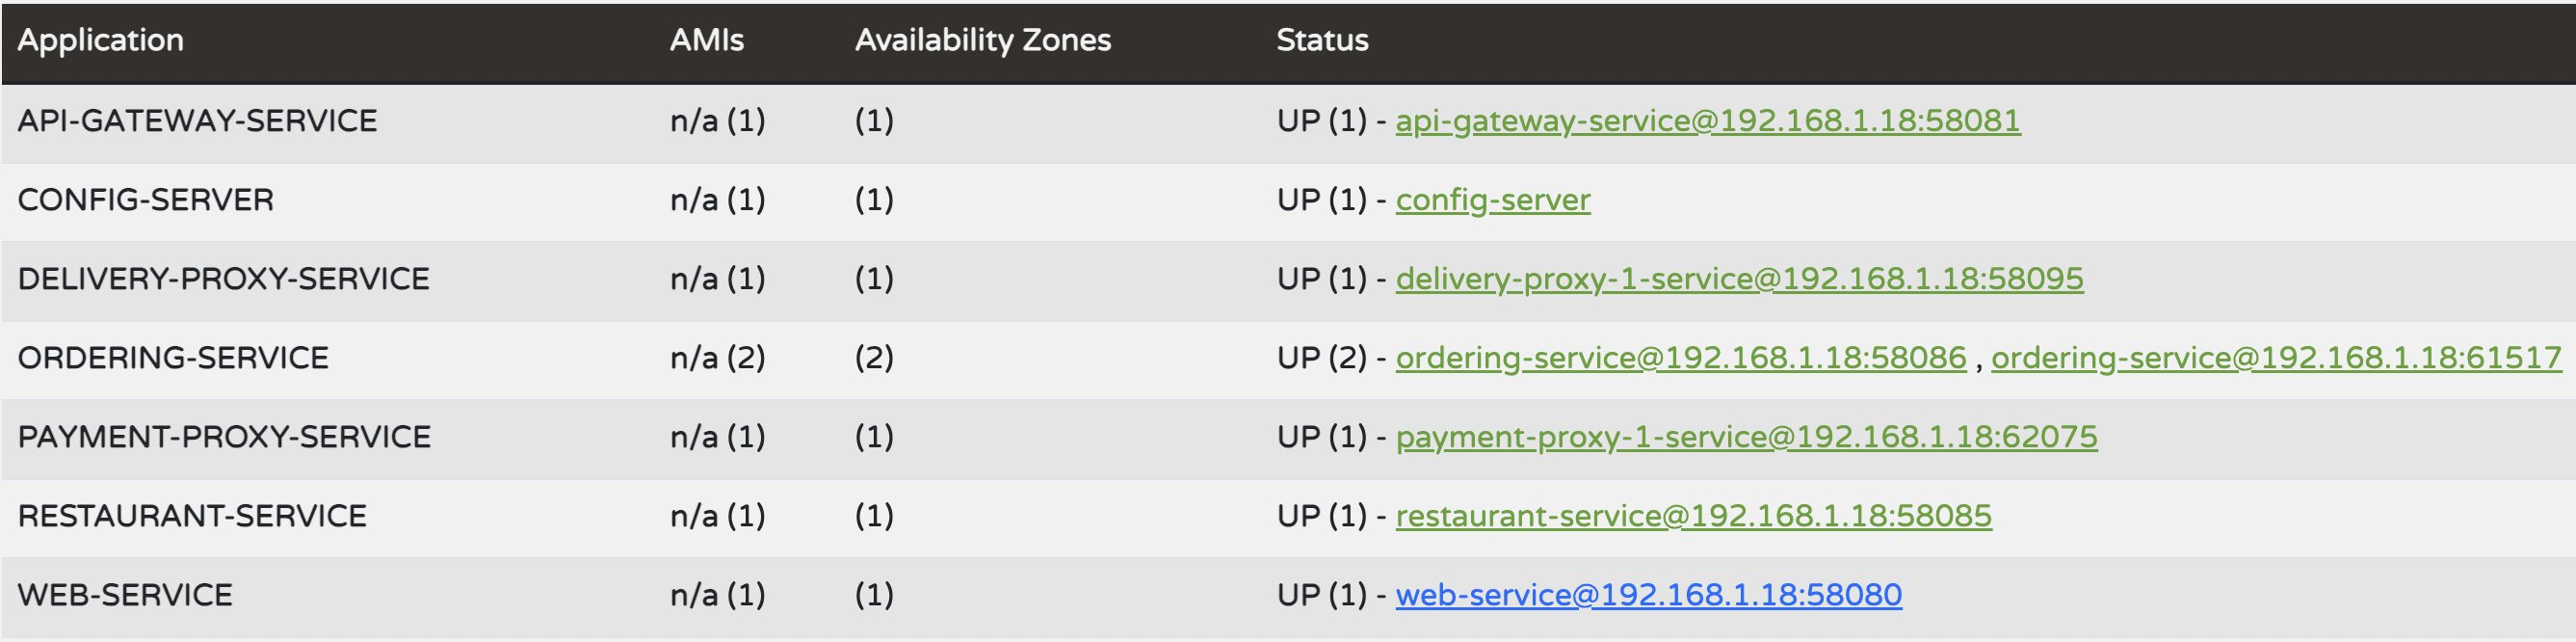 Application AMIs Availability Zones Status
API-GATEWAY-SERVICE n/a (1) (1) UP (1) - api-gateway-service@192.168.1.18:58081
CONFIG-SERVER n/a (1) (1) UP (1) - config-server
DELIVERY-PROXY-SERVICE n/a (1) (1) UP (1) - delivery-proxy-1-service@192.168.1.18:58095
ORDERING-SERVICE n/a (2) (2) UP (2) - ordering-service@192.168.1.18:58086 , ordering-service@192.168.1.18:61517
PAYMENT-PROXY-SERVICE n/a (1) (1) UP (1) - payment-proxy-1-service@192.168.1.18:62075
RESTAURANT-SERVICE n/a (1) (1) UP (1) - restaurant-service@192.168.1.18:58085
WEB-SERVICE n/a (1) (1) UP (1) - web-service@192.168.1.18:58080